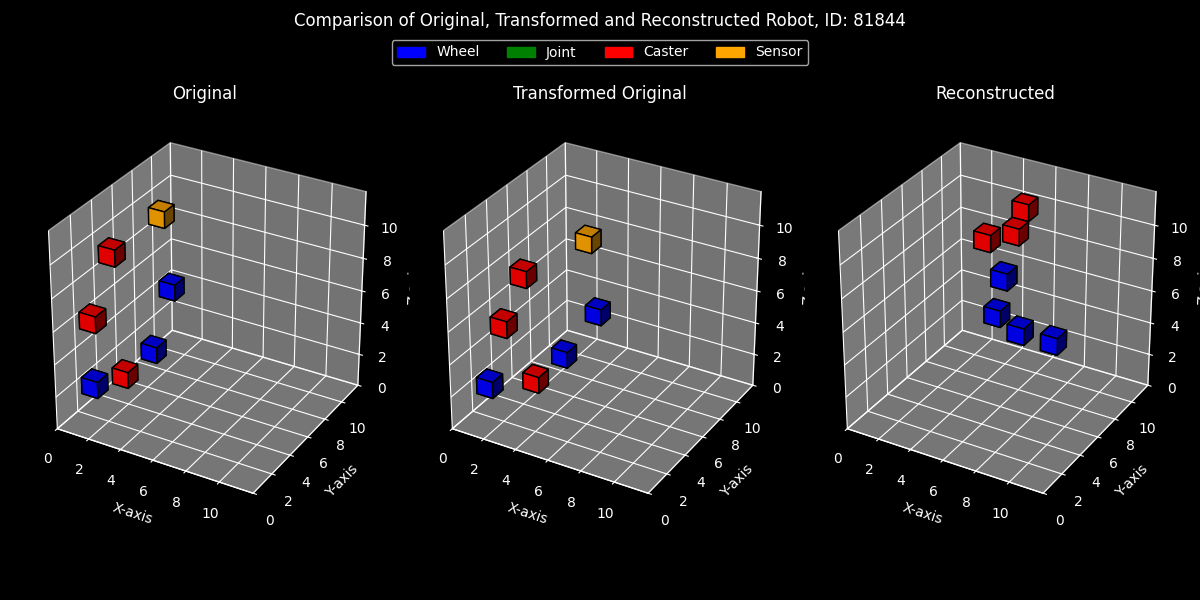 Comparison of Original, Transformed and Reconstructed Robot, ID: 81844
Wheel Joint Caster Sensor
Original
Transformed Original
Reconstructed
0 2 4 6 8 10
X-axis
0 2 4 6 8 10
Y-axis
0 2 4 6 8 10
0 2 4 6 8 10
X-axis
0 2 4 6 8 10
Y-axis
0 2 4 6 8 10
0 2 4 6 8 10
X-axis
0 2 4 6 8 10
Y-axis
0 2 4 6 8 10